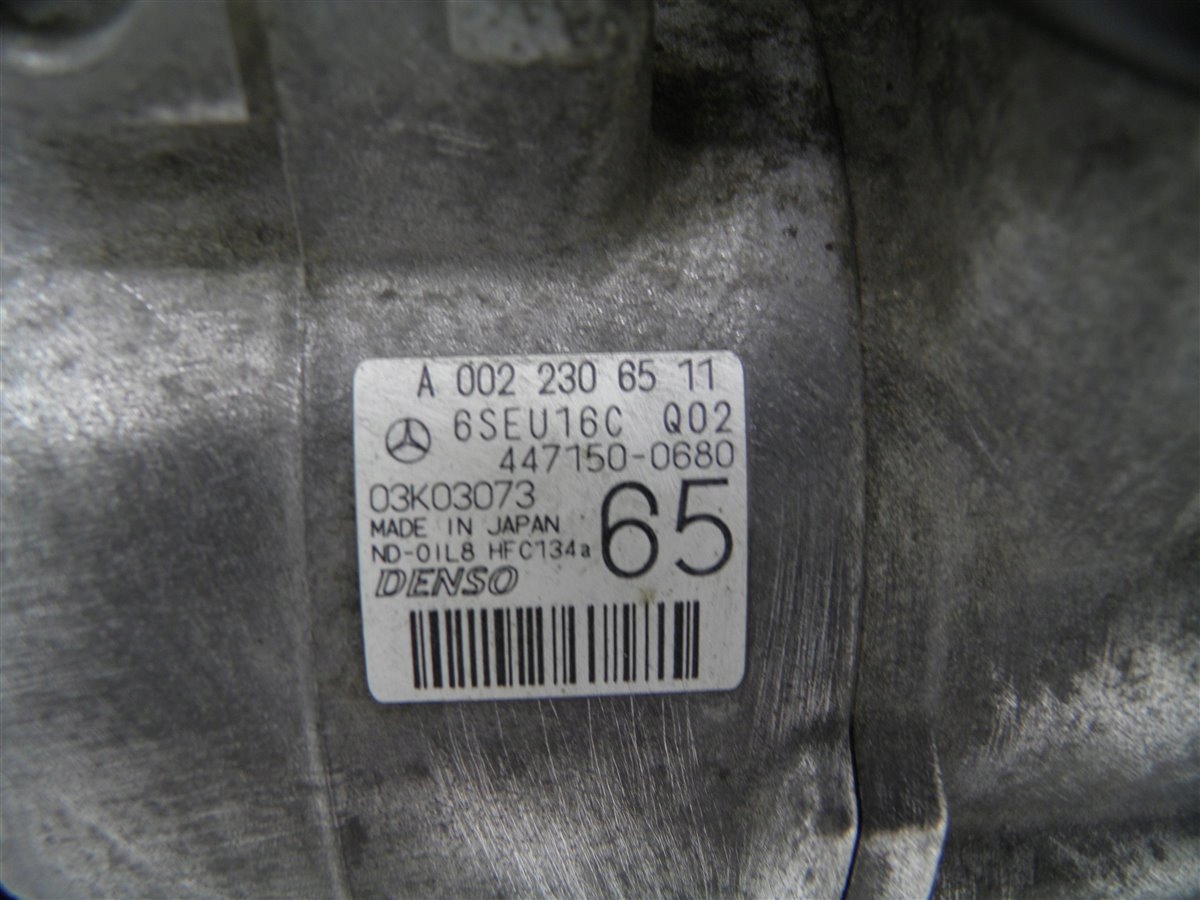 A 002 230 65 11
6SEU16C Q02
447150-0680
03K03073
65
MADE IN JAPAN
ND-OIL8 HFC134a
DENSO